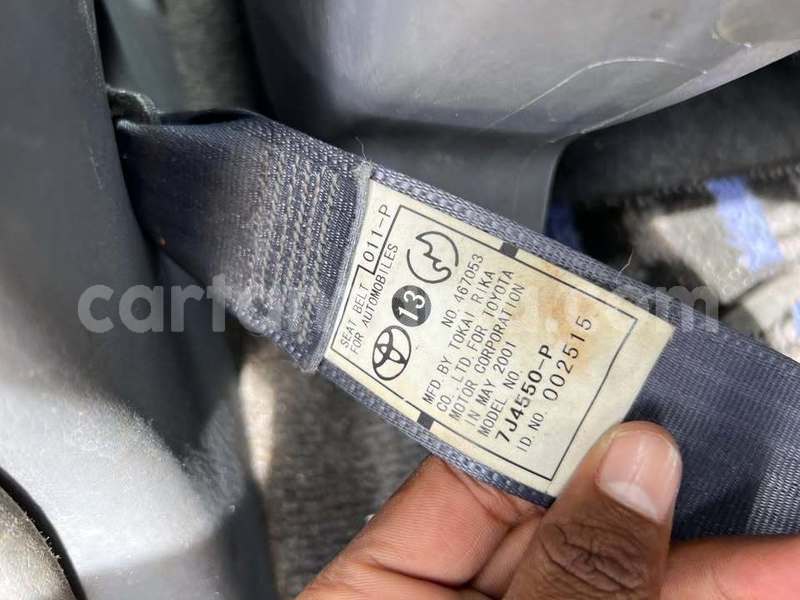 SEAT BELT
FOR AUTOMOBILES
011-P
13
NO. 467053
MFD. BY TOKAI RIKA
CO., LTD. FOR TOYOTA
MOTOR CORPORATION
IN MAY 2001
MODEL NO.
7J4550-P
ID. NO. 002515